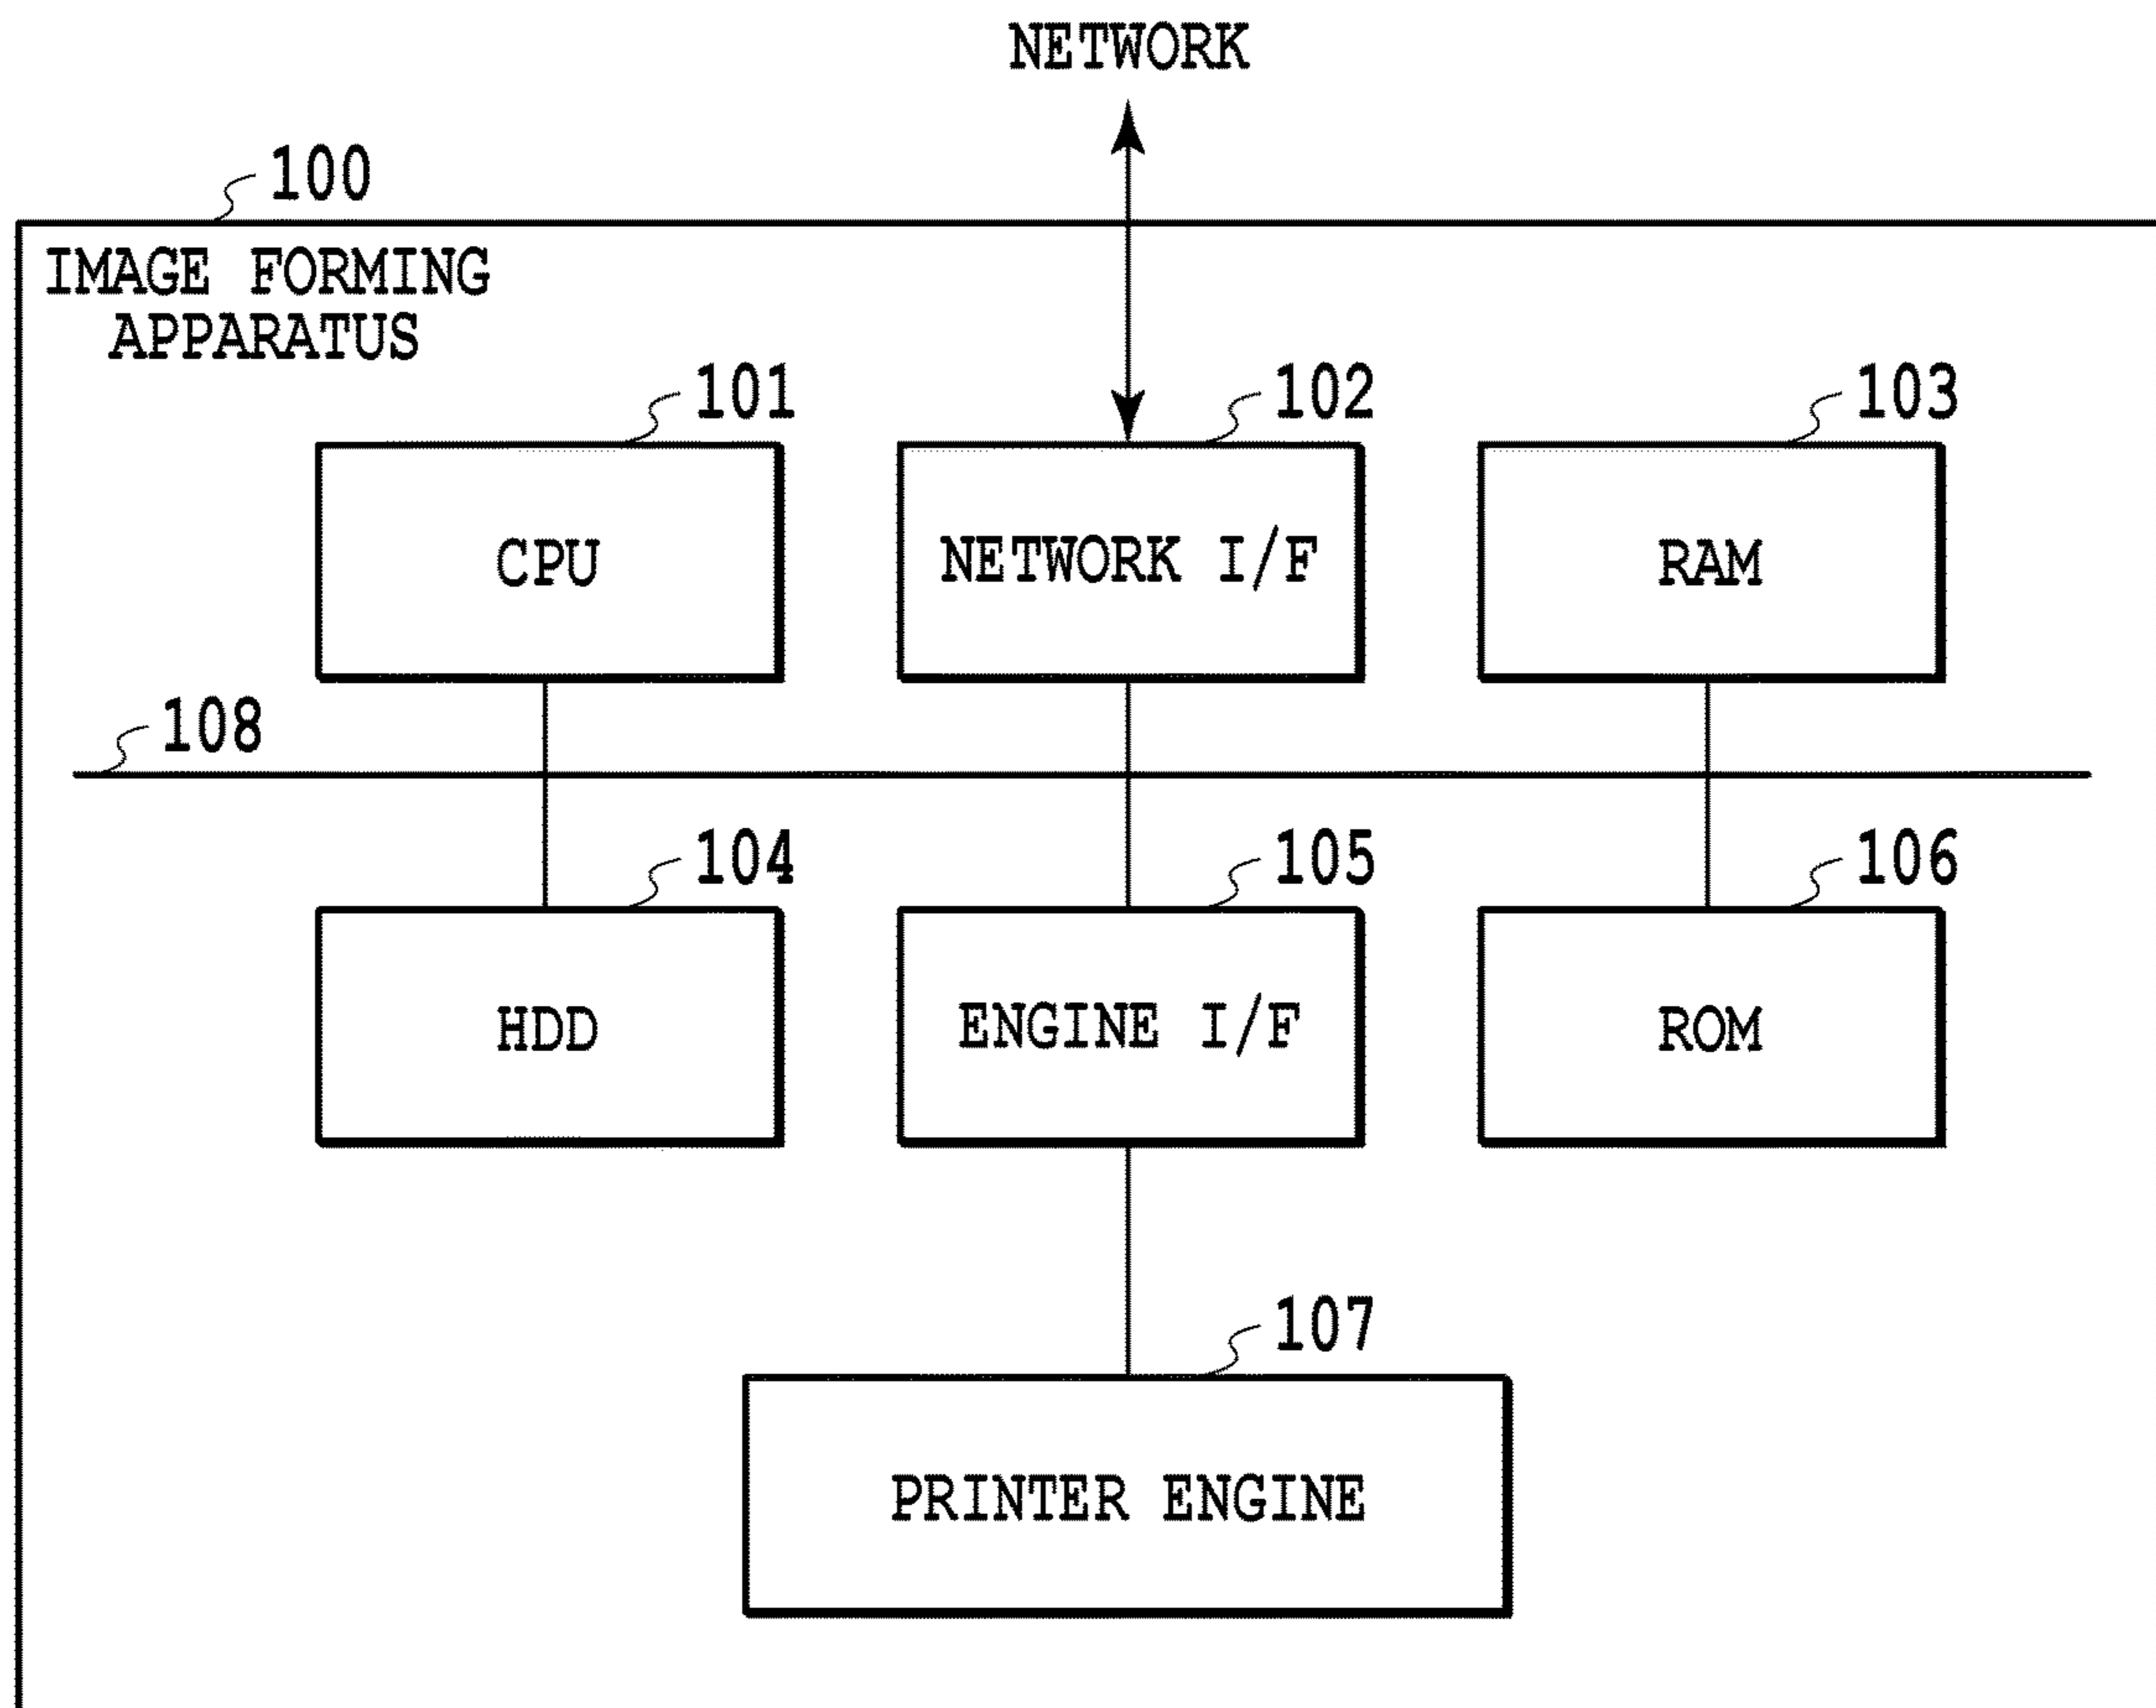 NETWORK
100
IMAGE FORMING
APPARATUS
101
102
103
CPU
NETWORK I/F
RAM
108
104
105
106
HDD
ENGINE I/F
ROM
107
PRINTER ENGINE